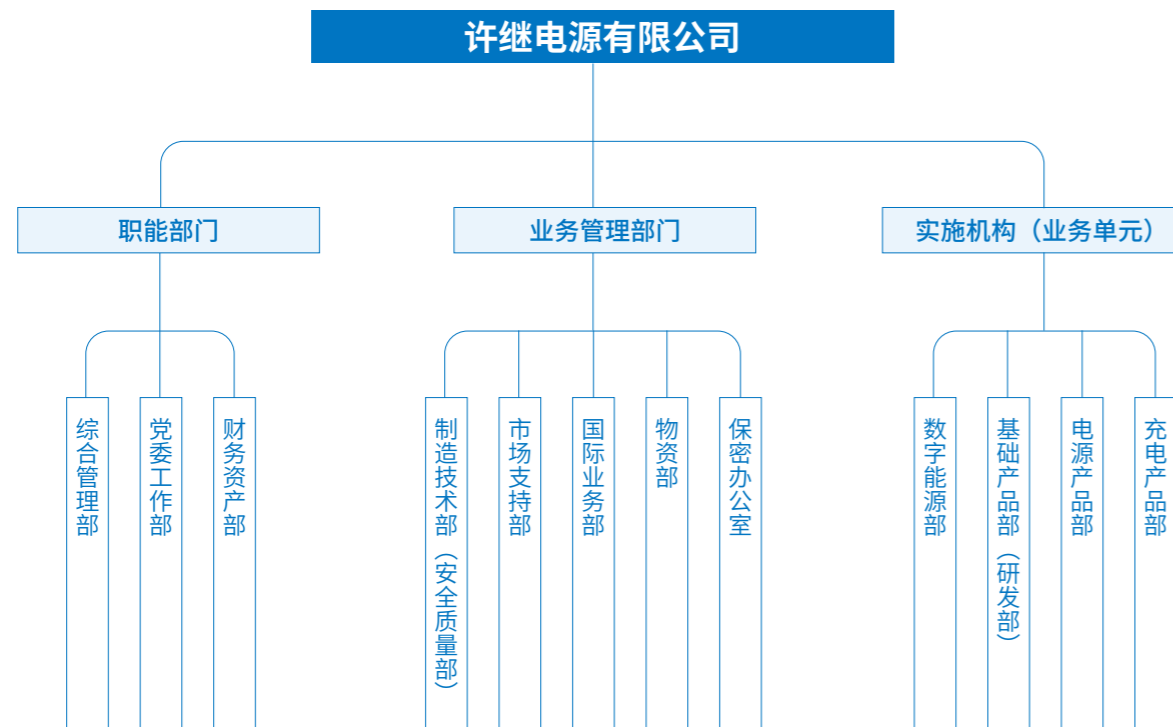 许继电源有限公司
职能部门
业务管理部门
实施机构（业务单元）
综合管理部
党委工作部
财务资产部
制造技术部（安全质量部）
市场支持部
国际业务部
物资部
保密办公室
数字能源部
基础产品部（研发部）
电源产品部
充电产品部